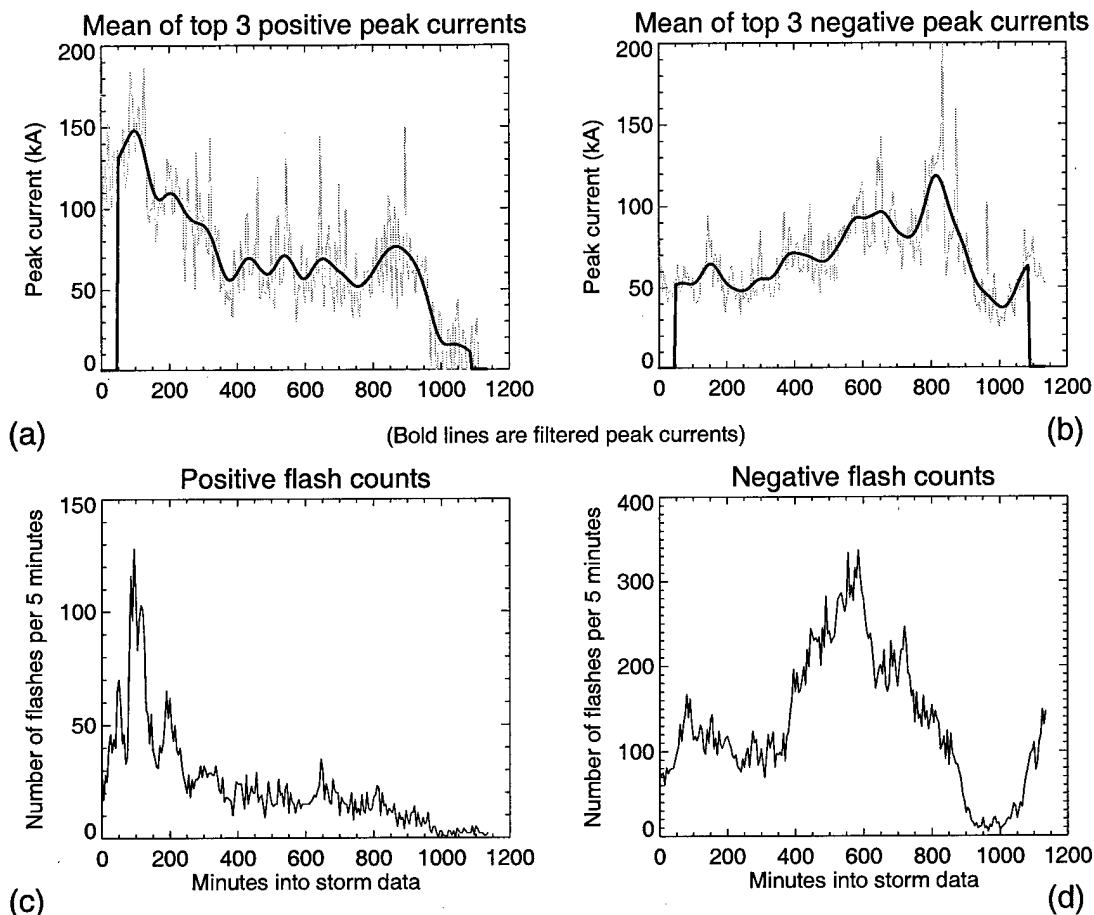 Mean of top 3 positive peak currents
Mean of top 3 negative peak currents
Peak current (kA)
200
150
100
50
0
0 200 400 600 800 1000 1200
Peak current (kA)
200
150
100
50
0
0 200 400 600 800 1000 1200
(a)
(Bold lines are filtered peak currents)
(b)
Positive flash counts
Negative flash counts
Number of flashes per 5 minutes
150
100
50
0
0 200 400 600 800 1000 1200
Minutes into storm data
Number of flashes per 5 minutes
400
300
200
100
0
0 200 400 600 800 1000 1200
Minutes into storm data
(c)
(d)